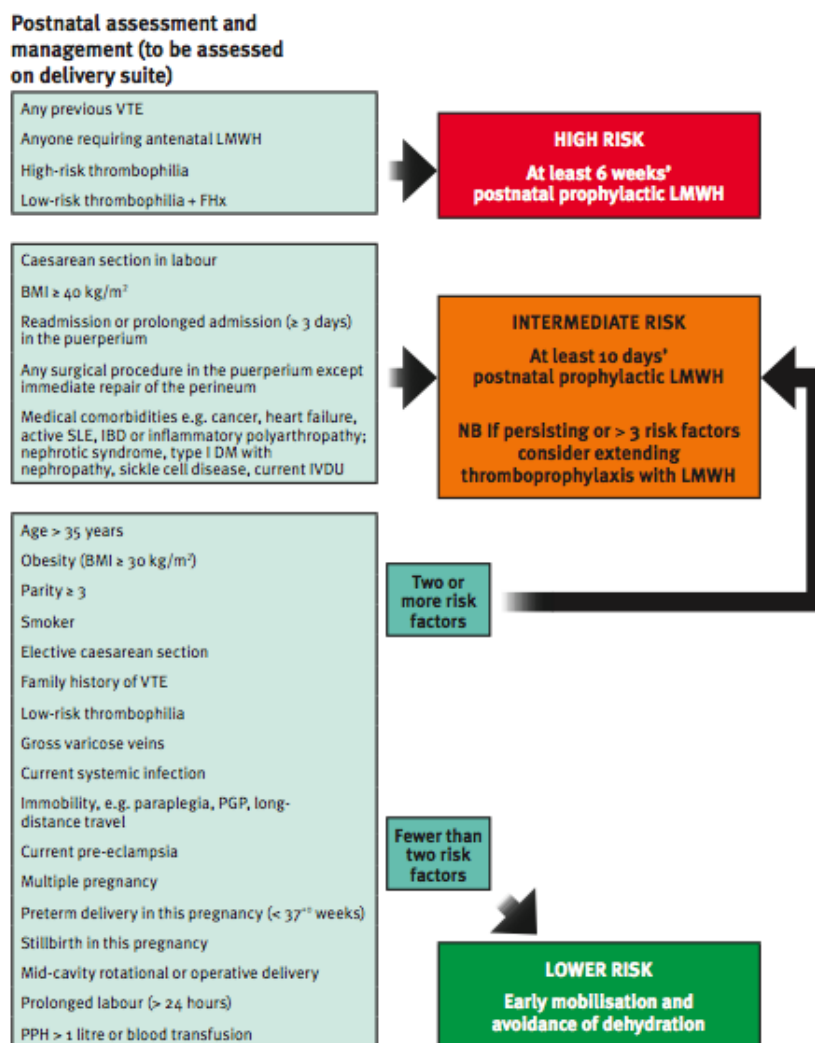 Postnatal assessment and
management (to be assessed
on delivery suite)
Any previous VTE
Anyone requiring antenatal LMWH
High-risk thrombophilia
Low-risk thrombophilia + FHx
HIGH RISK
At least 6 weeks'
postnatal prophylactic LMWH
Caesarean section in labour
BMI ≥ 40 kg/m²
Readmission or prolonged admission (≥ 3 days)
in the puerperium
Any surgical procedure in the puerperium except
immediate repair of the perineum
Medical comorbidities e.g. cancer, heart failure,
active SLE, IBD or inflammatory polyarthropathy;
nephrotic syndrome, type I DM with
nephropathy, sickle cell disease, current IVDU
INTERMEDIATE RISK
At least 10 days'
postnatal prophylactic LMWH
NB If persisting or > 3 risk factors
consider extending
thromboprophylaxis with LMWH
Age > 35 years
Obesity (BMI ≥ 30 kg/m²)
Parity ≥ 3
Smoker
Elective caesarean section
Family history of VTE
Low-risk thrombophilia
Gross varicose veins
Current systemic infection
Immobility, e.g. paraplegia, PGP, long-
distance travel
Current pre-eclampsia
Multiple pregnancy
Preterm delivery in this pregnancy (< 37⁺⁰ weeks)
Stillbirth in this pregnancy
Mid-cavity rotational or operative delivery
Prolonged labour (> 24 hours)
PPH > 1 litre or blood transfusion
Two or
more risk
factors
Fewer than
two risk
factors
LOWER RISK
Early mobilisation and
avoidance of dehydration